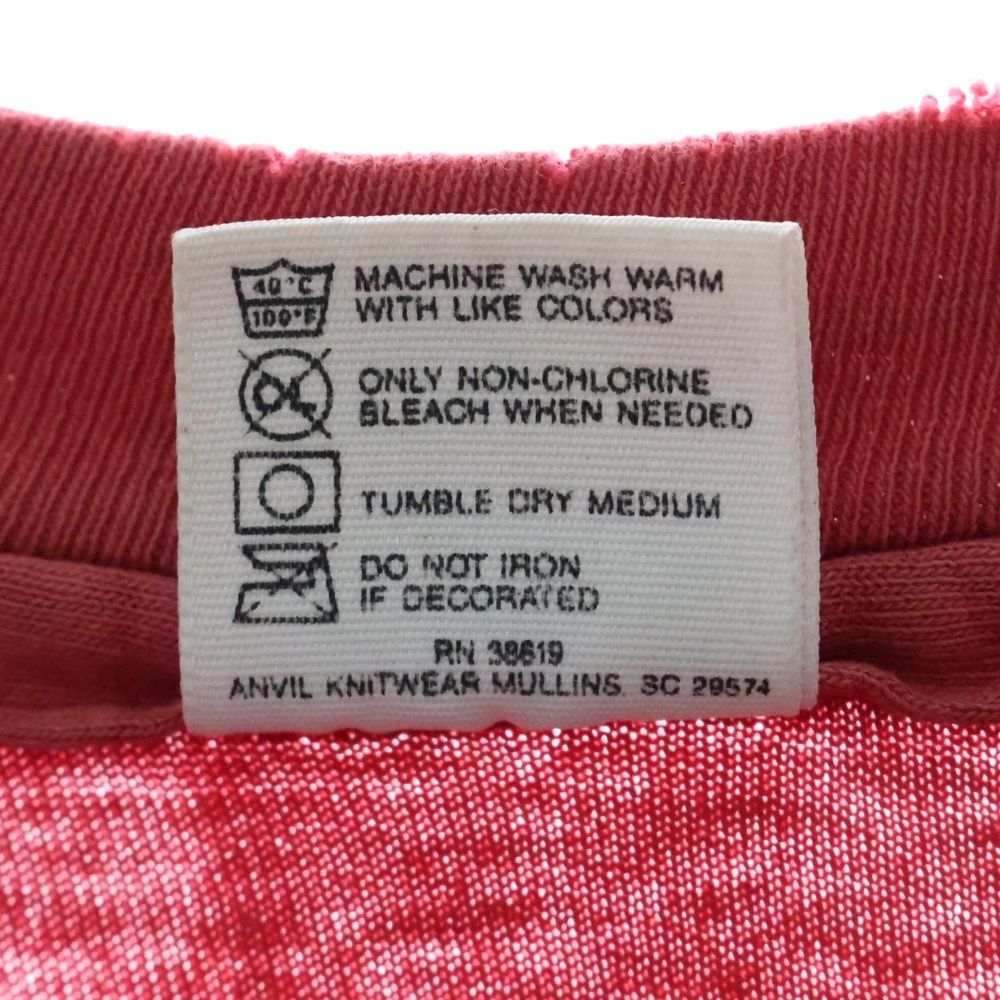 40°C
100°F
MACHINE WASH WARM
WITH LIKE COLORS
CL
ONLY NON-CHLORINE
BLEACH WHEN NEEDED
TUMBLE DRY MEDIUM
DO NOT IRON
IF DECORATED
RN 38619
ANVIL KNITWEAR MULLINS, SC 29574